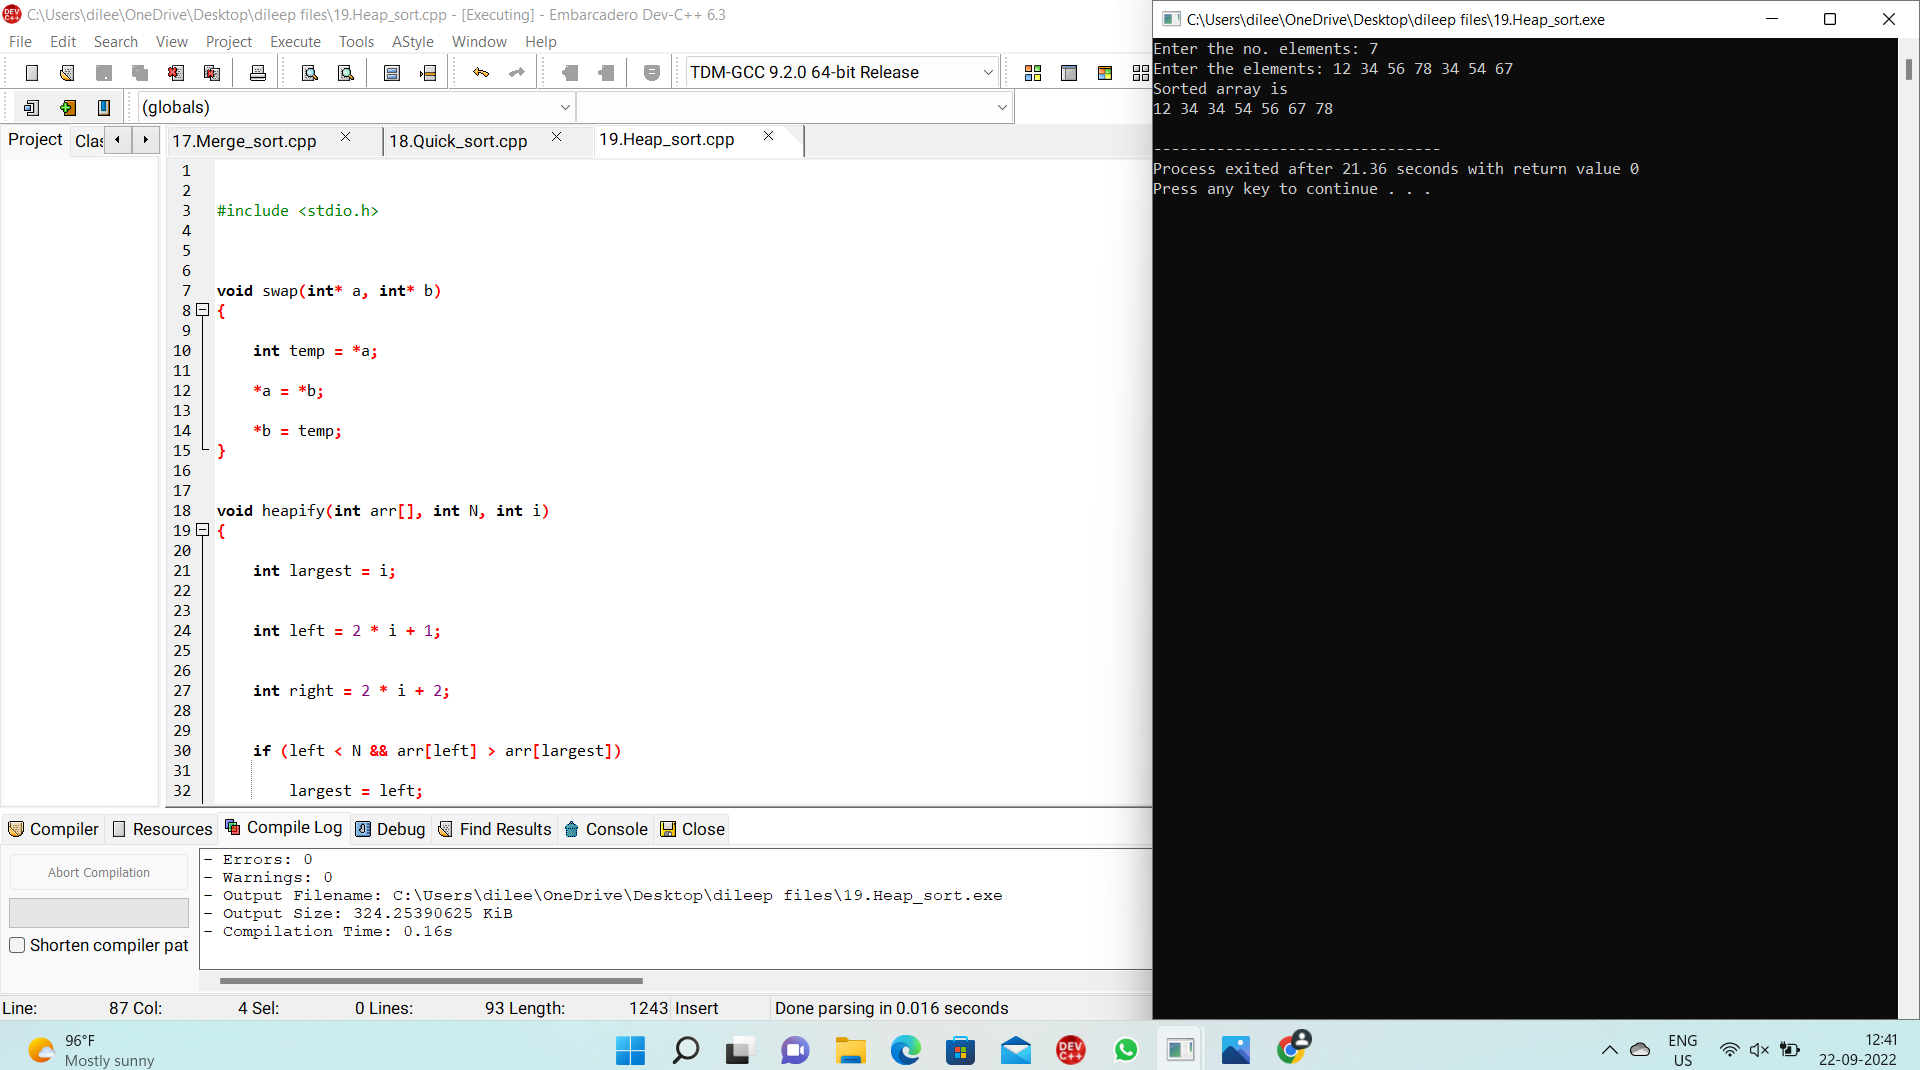 C:\Users\dilee\OneDrive\Desktop\dileep files\19.Heap_sort.cpp - [Executing] - Embarcadero Dev-C++ 6.3
File Edit Search View Project Execute Tools AStyle Window Help
TDM-GCC 9.2.0 64-bit Release
(globals)
Project Clas
17.Merge_sort.cpp 18.Quick_sort.cpp 19.Heap_sort.cpp
1
2
3 #include <stdio.h>
4
5
6
7 void swap(int* a, int* b)
8 {
9
10 int temp = *a;
11
12 *a = *b;
13
14 *b = temp;
15 }
16
17
18 void heapify(int arr[], int N, int i)
19 {
20
21 int largest = i;
22
23
24 int left = 2 * i + 1;
25
26
27 int right = 2 * i + 2;
28
29
30 if (left < N && arr[left] > arr[largest])
31
32 largest = left;
Compiler Resources Compile Log Debug Find Results Console Close
Abort Compilation
Shorten compiler pat
- Errors: 0
- Warnings: 0
- Output Filename: C:\Users\dilee\OneDrive\Desktop\dileep files\19.Heap_sort.exe
- Output Size: 324.25390625 KiB
- Compilation Time: 0.16s
Line: 87 Col: 4 Sel: 0 Lines: 93 Length: 1243 Insert Done parsing in 0.016 seconds
C:\Users\dilee\OneDrive\Desktop\dileep files\19.Heap_sort.exe
Enter the no. elements: 7
Enter the elements: 12 34 56 78 34 54 67
Sorted array is
12 34 34 54 56 67 78
--------------------------------
Process exited after 21.36 seconds with return value 0
Press any key to continue . . .
96°F
Mostly sunny
DEV C++
ENG
US
12:41
22-09-2022